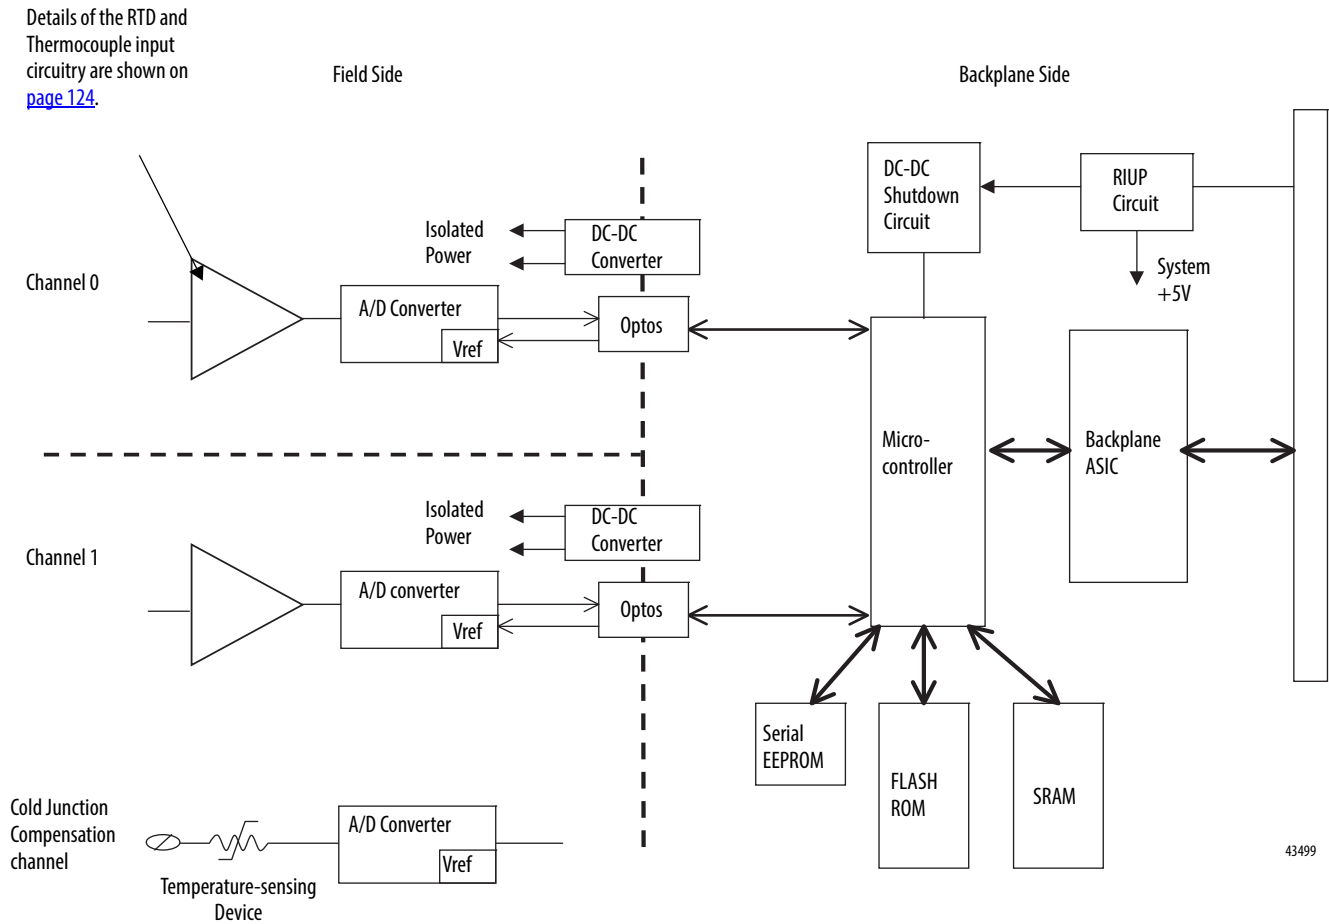 Details of the RTD and
Thermocouple input
circuitry are shown on
page 124.
Field Side
Backplane Side
DC-DC
Shutdown
Circuit
RIUP
Circuit
System
+5V
Isolated
Power
DC-DC
Converter
Channel 0
A/D Converter
Vref
Optos
Micro-
controller
Backplane
ASIC
Isolated
Power
DC-DC
Converter
Channel 1
A/D converter
Vref
Optos
Serial
EEPROM
FLASH
ROM
SRAM
Cold Junction
Compensation
channel
A/D Converter
Vref
Temperature-sensing
Device
43499